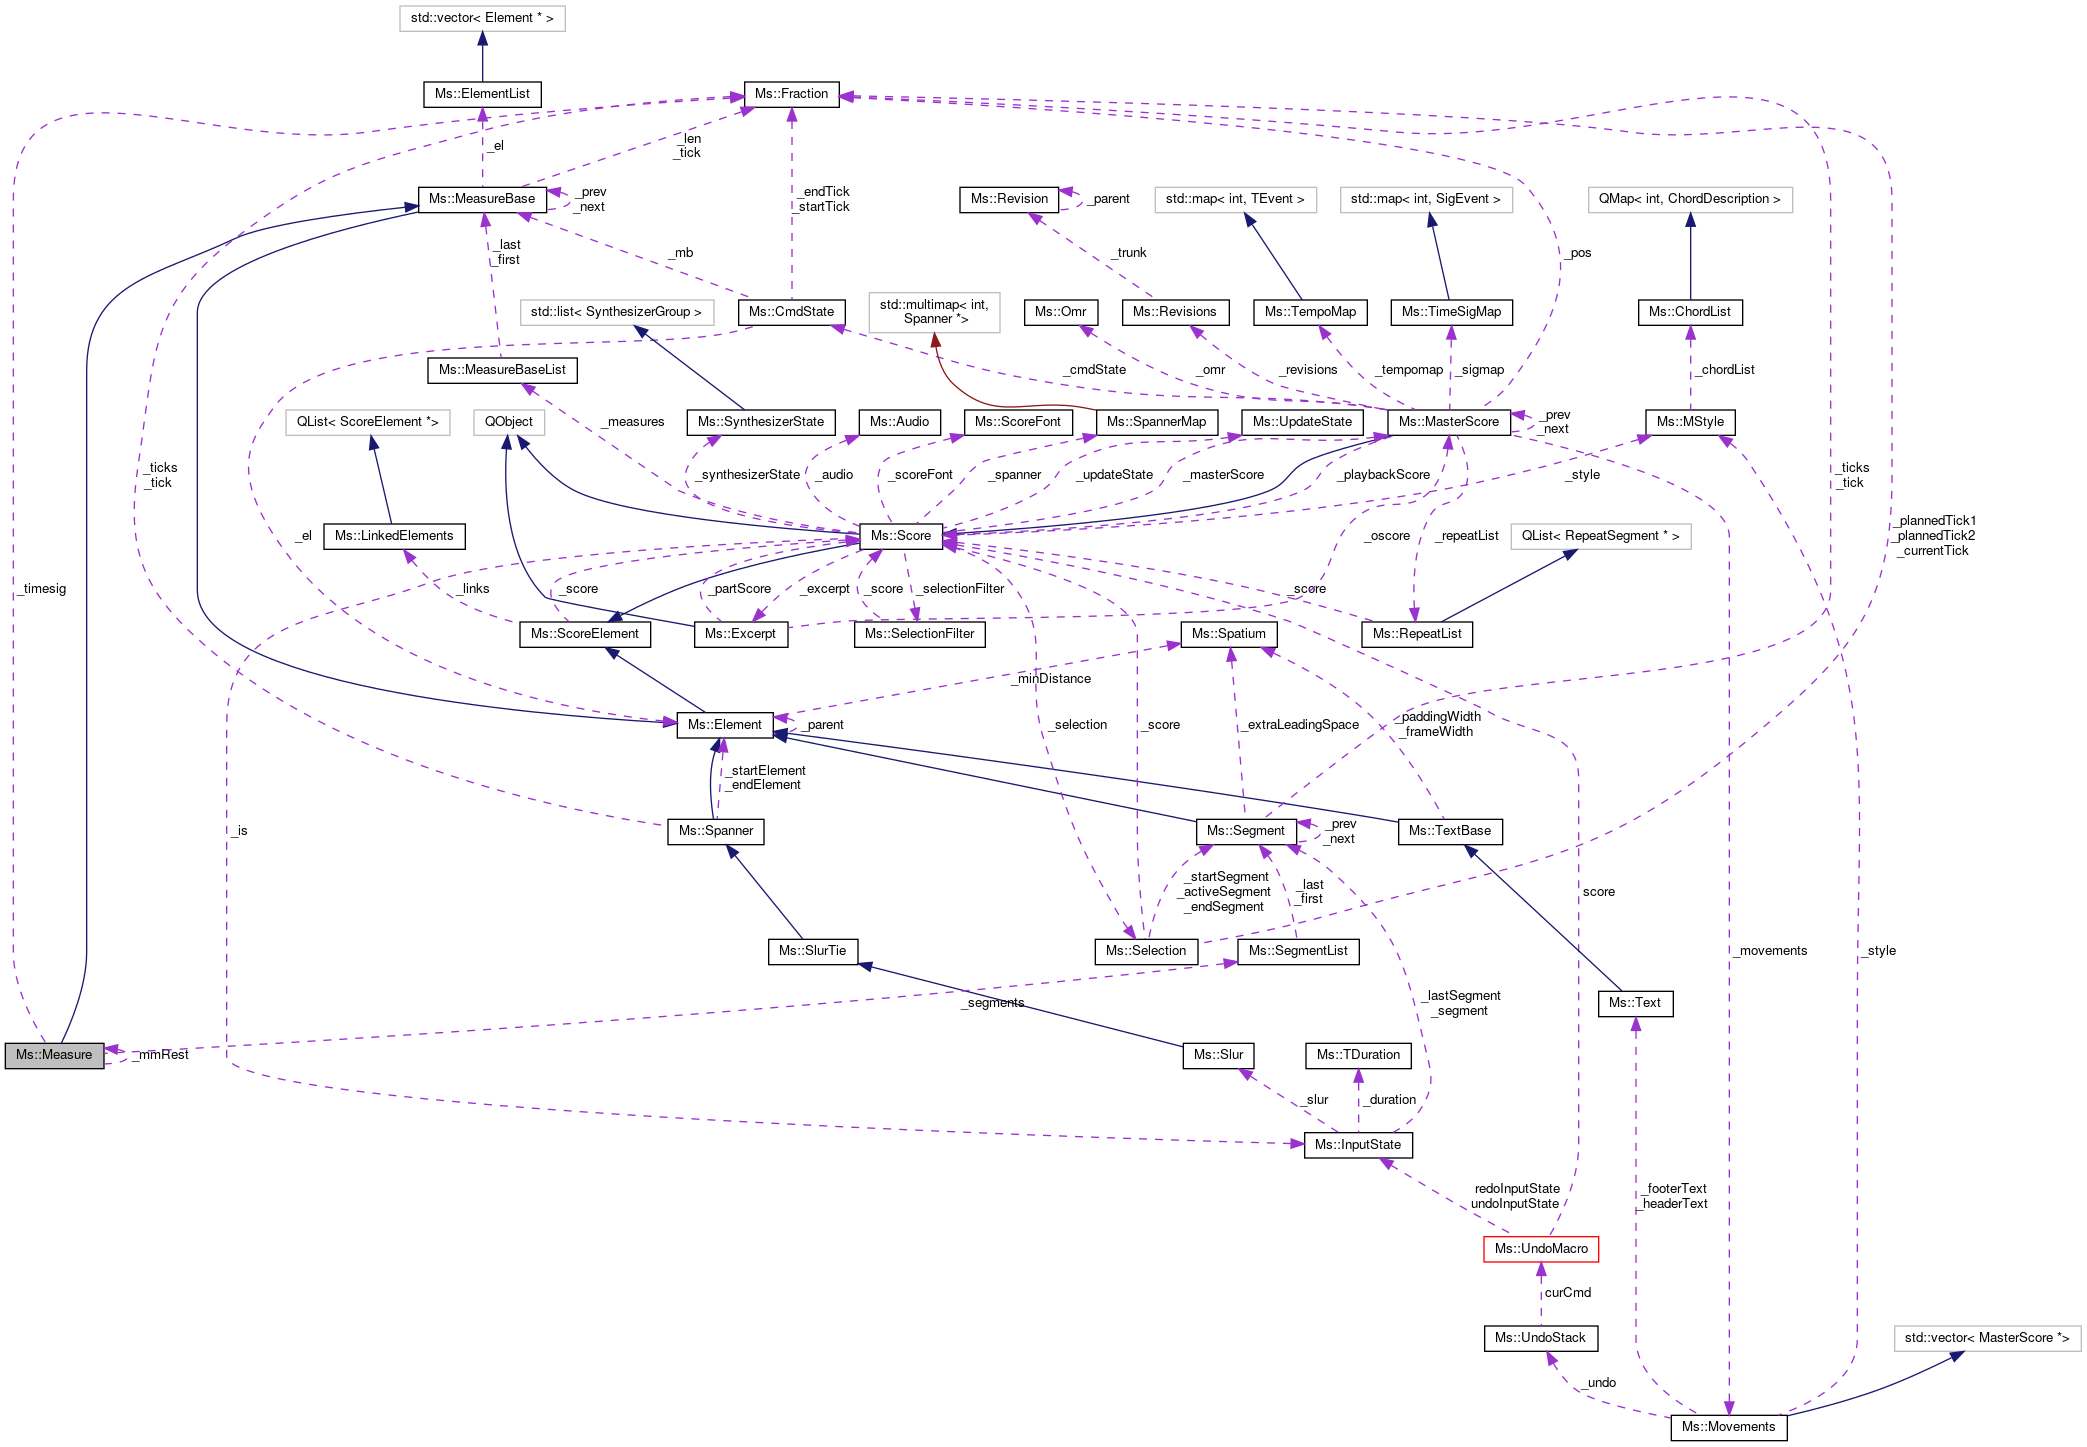 std::vector< Element * >
Ms::ElementList
Ms::Fraction
_el
_len
_tick
Ms::MeasureBase
_prev
_next
_endTick
_startTick
Ms::Revision
_parent
std::map< int, TEvent >
std::map< int, SigEvent >
QMap< int, ChordDescription >
_last
_first
_mb
_trunk
_pos
std::list< SynthesizerGroup >
Ms::CmdState
std::multimap< int,
Spanner *>
Ms::Omr
Ms::Revisions
Ms::TempoMap
Ms::TimeSigMap
Ms::ChordList
Ms::MeasureBaseList
_cmdState
_omr
_revisions
_tempomap
_sigmap
_chordList
QList< ScoreElement *>
QObject
_measures
Ms::SynthesizerState
Ms::Audio
Ms::ScoreFont
Ms::SpannerMap
Ms::UpdateState
Ms::MasterScore
_prev
_next
Ms::MStyle
_ticks
_tick
_synthesizerState
_audio
_scoreFont
_spanner
_updateState
_masterScore
_playbackScore
_style
_ticks
_tick
_el
Ms::LinkedElements
Ms::Score
_oscore
_repeatList
QList< RepeatSegment * >
_plannedTick1
_plannedTick2
_currentTick
_timesig
_links
_score
_partScore
_excerpt
_score
_selectionFilter
_score
Ms::ScoreElement
Ms::Excerpt
Ms::SelectionFilter
Ms::Spatium
Ms::RepeatList
_minDistance
Ms::Element
_parent
_selection
_score
_extraLeadingSpace
_paddingWidth
_frameWidth
_startElement
_endElement
_is
Ms::Spanner
Ms::Segment
_prev
_next
Ms::TextBase
_startSegment
_activeSegment
_endSegment
_last
_first
score
Ms::SlurTie
Ms::Selection
Ms::SegmentList
_movements
_style
_segments
_lastSegment
_segment
Ms::Text
Ms::Measure
_mmRest
Ms::Slur
Ms::TDuration
_slur
_duration
Ms::InputState
redoInputState
undoInputState
_footerText
_headerText
Ms::UndoMacro
curCmd
Ms::UndoStack
std::vector< MasterScore *>
_undo
Ms::Movements